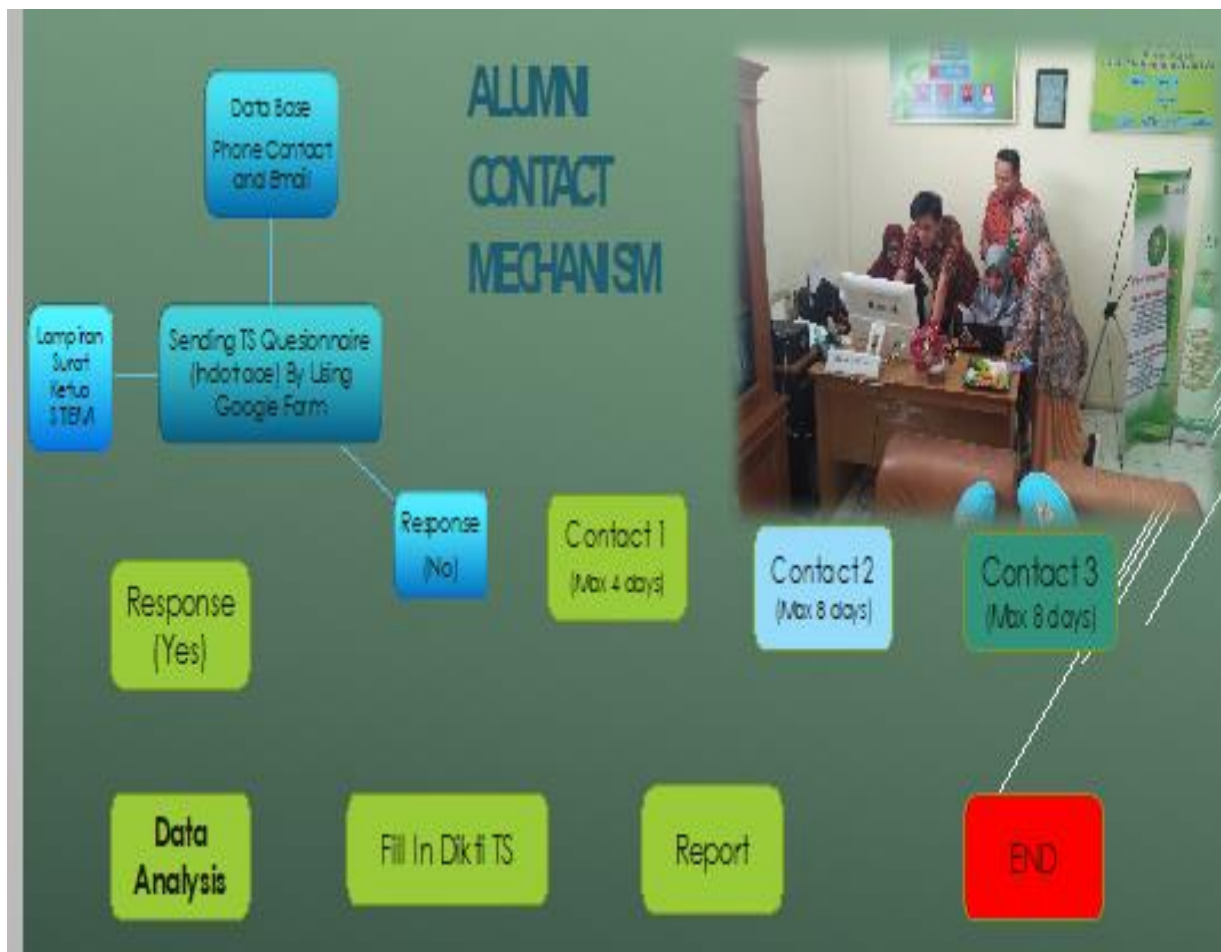 ALUMNI
CONTACT
MECHANISM
Data Base
Phone Contact
and Email
Lampiran
Surat
Ketua
Sending TS Quesionnaire
By Using
Google Form
Response
(No)
Contact 1
(Max 4 days)
Contact 2
(Max 8 days)
Contact 3
(Max 8 days)
Response
(Yes)
Data
Analysis
Fill In Dikti TS
Report
END